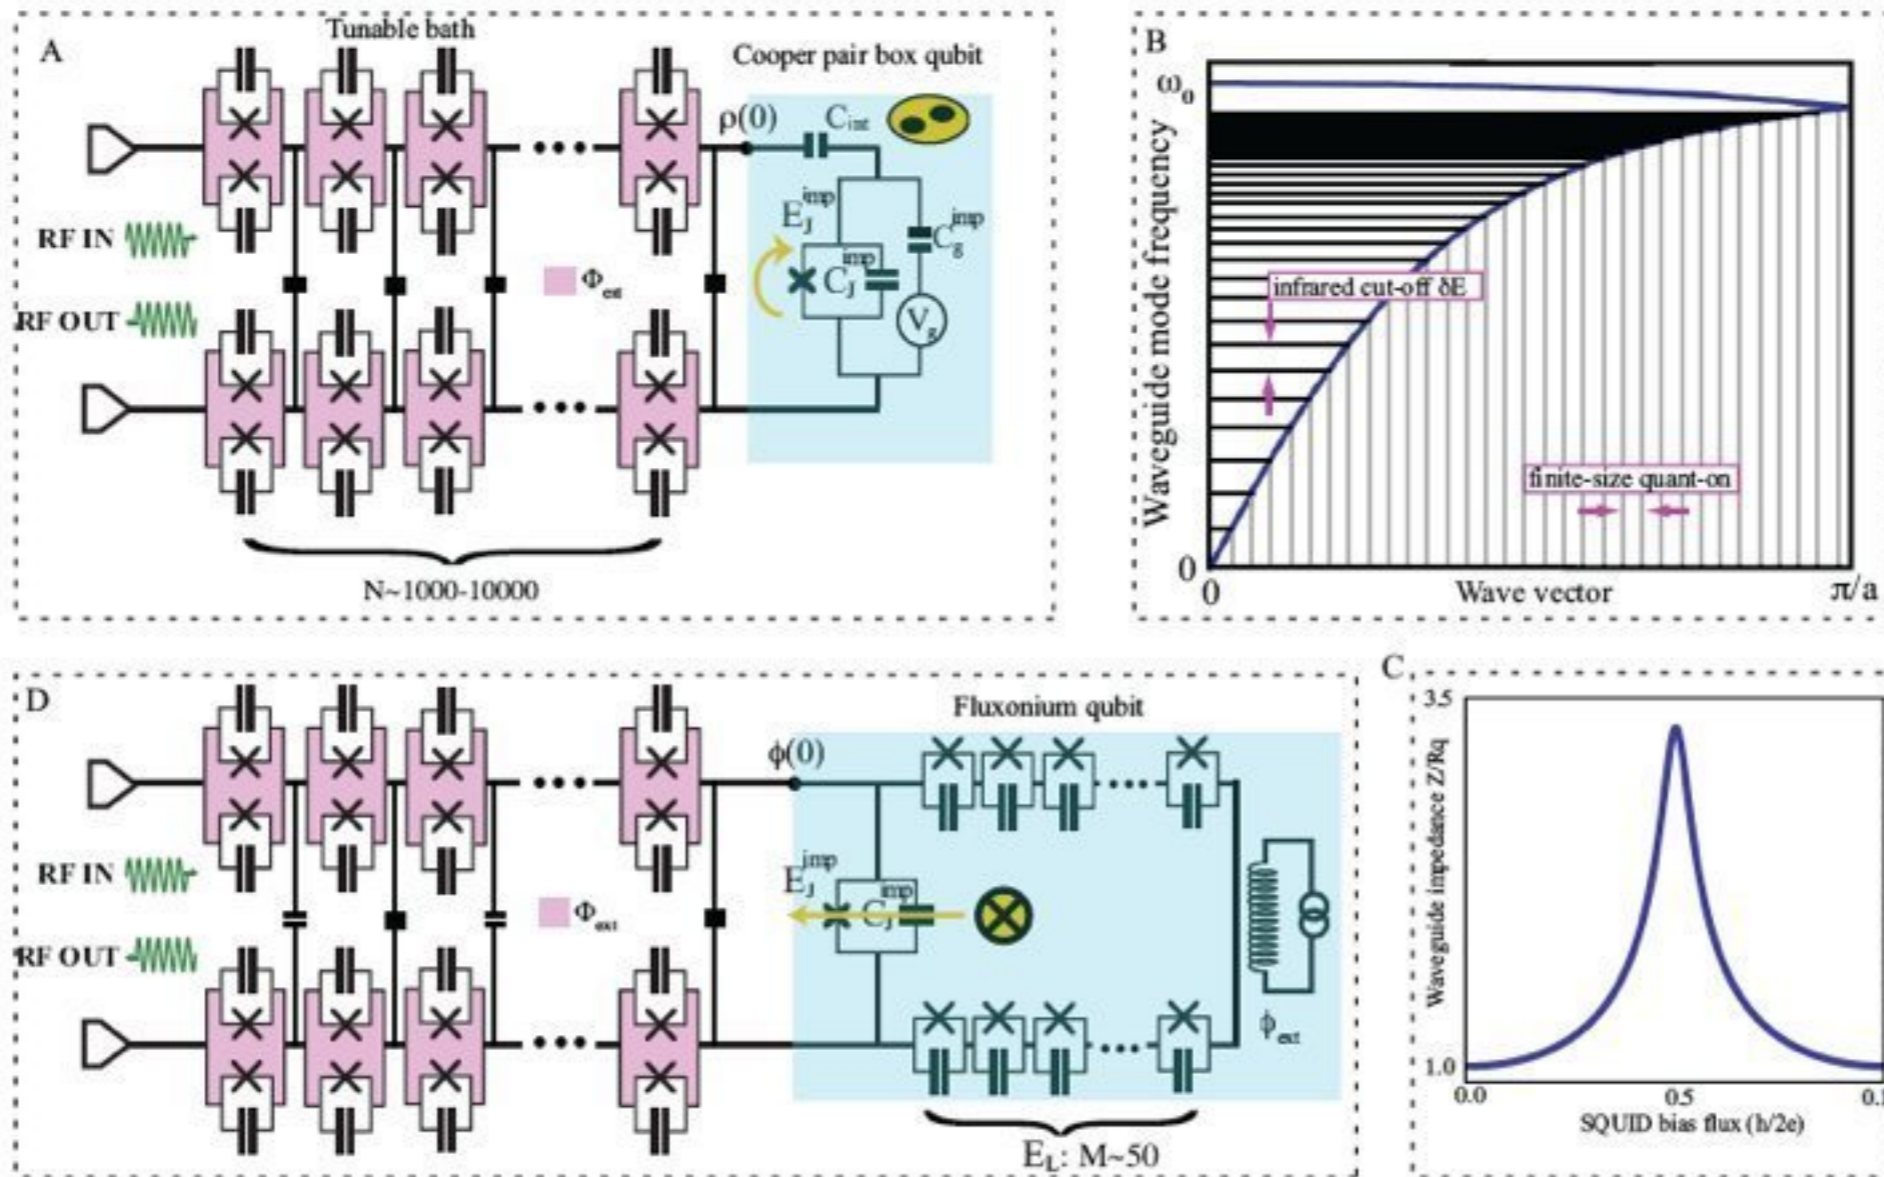 A
Tunable bath
Cooper pair box qubit
ρ(0)
C_int
E_J^imp
C_J^imp
C_g^imp
V_g
RF IN
RF OUT
Φ_ext
N~1000-10000
B
ω₀
Waveguide mode frequency
infrared cut-off δE
finite-size quant-on
0
0
Wave vector
π/a
D
Fluxonium qubit
ϕ(0)
E_J^imp
C_J^imp
RF IN
RF OUT
Φ_ext
ϕ_ext
E_L: M~50
C
3.5
Waveguide impedance Z/Rq
1.0
0.0
0.5
0.1
SQUID bias flux (h/2e)